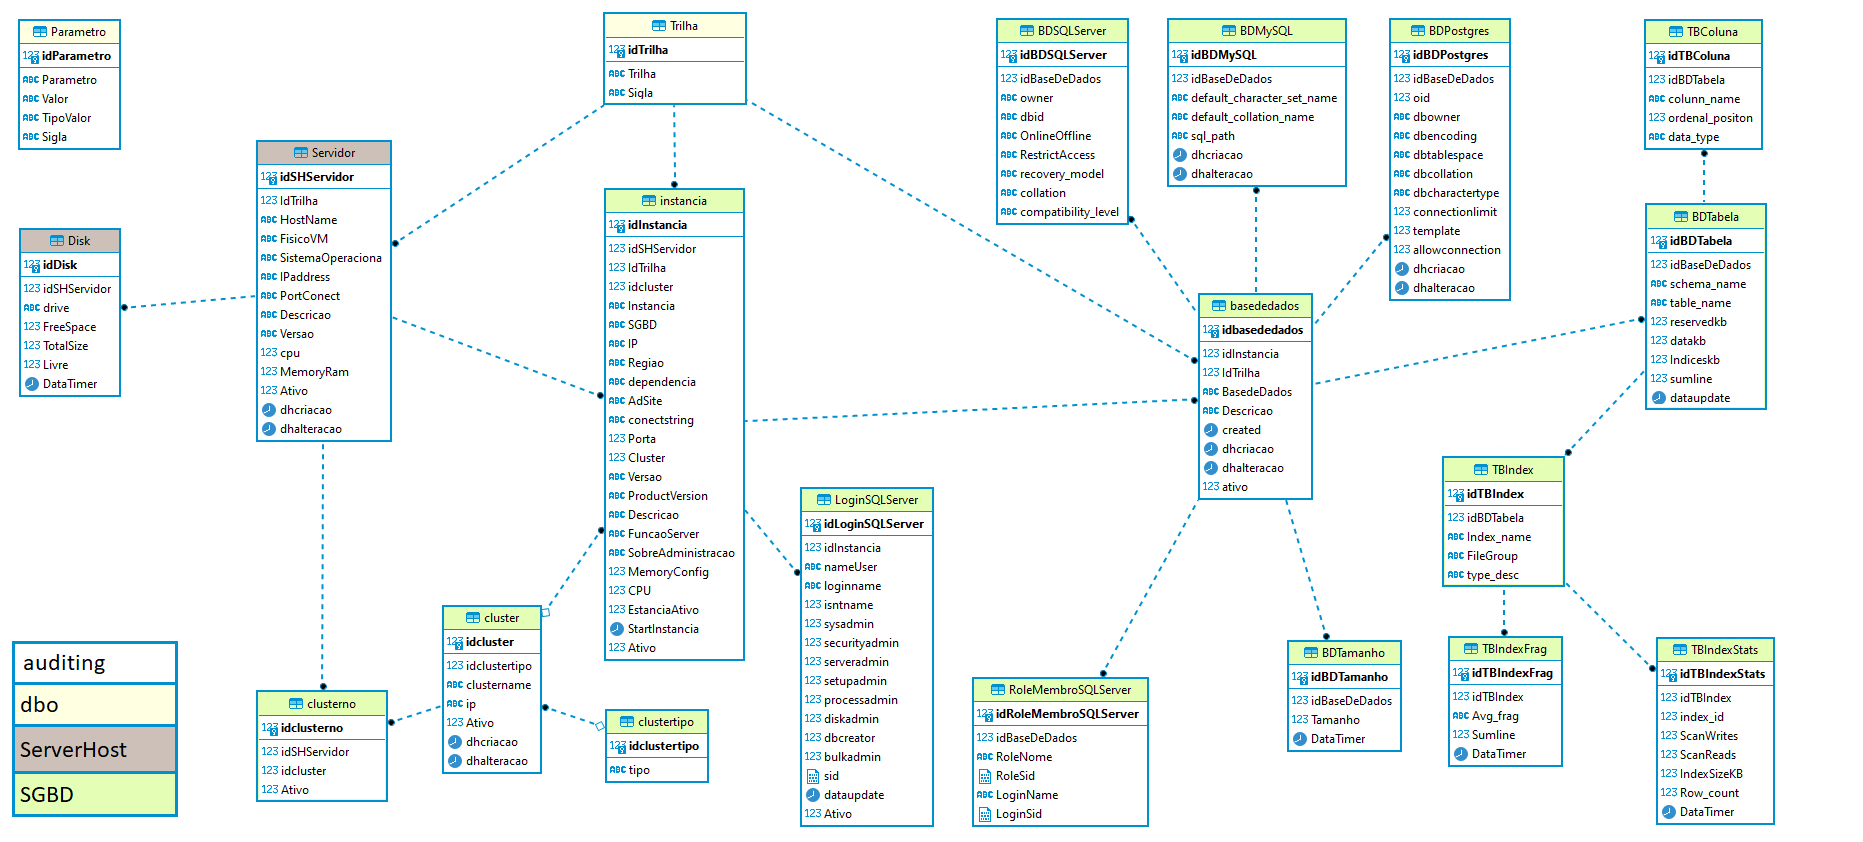 Parametro
idParametro
Parametro
Valor
TipoValor
Sigla
Trilha
idTrilha
Trilha
Sigla
BDSQLServer
idBDSQLServer
idBaseDeDados
owner
dbid
OnlineOffline
RestrictAccess
recovery_model
collation
compatibility_level
BDMySQL
idBDMySQL
idBaseDeDados
default_character_set_name
default_collation_name
sql_path
dhcriacao
dhalteracao
BDPostgres
idBDPostgres
idBaseDeDados
oid
dbowner
dbencoding
dbtablespace
dbcollation
dbcharactertype
connectionlimit
template
allowconnection
dhcriacao
dhalteracao
TBColuna
idTBColuna
idBDTabela
colunn_name
ordenal_positon
data_type
Servidor
idSHServidor
IdTrilha
HostName
FisicoVM
SistemaOperaciona
IPaddress
PortConect
Descricao
Versao
cpu
MemoryRam
Ativo
dhcriacao
dhalteracao
Disk
idDisk
idSHServidor
drive
FreeSpace
TotalSize
Livre
DataTimer
instancia
idInstancia
idSHServidor
IdTrilha
idcluster
Instancia
SGBD
IP
Regiao
dependencia
AdSite
conectstring
Porta
Cluster
Versao
ProductVersion
Descricao
FuncaoServer
SobreAdministracao
MemoryConfig
CPU
EstanciaAtivo
StartInstancia
Ativo
basededados
idbasededados
idInstancia
IdTrilha
BasedeDados
Descricao
created
dhcriacao
dhalteracao
ativo
BDTabela
idBDTabela
idBaseDeDados
schema_name
table_name
reservedkb
datakb
Indiceskb
sumline
dataupdate
TBIndex
idTBIndex
idBDTabela
Index_name
FileGroup
type_desc
LoginSQLServer
idLoginSQLServer
idInstancia
nameUser
loginname
isntname
sysadmin
securityadmin
serveradmin
setupadmin
processadmin
diskadmin
dbcreator
bulkadmin
sid
dataupdate
Ativo
cluster
idcluster
idclustertipo
clustername
ip
Ativo
dhcriacao
dhalteracao
clusterno
idclusterno
idSHServidor
idcluster
Ativo
clustertipo
idclustertipo
tipo
RoleMembroSQLServer
idRoleMembroSQLServer
idBaseDeDados
RoleNome
RoleSid
LoginName
LoginSid
BDTamanho
idBDTamanho
idBaseDeDados
Tamanho
DataTimer
TBIndexFrag
idTBIndexFrag
idTBIndex
Avg_frag
Sumline
DataTimer
TBIndexStats
idTBIndexStats
idTBIndex
index_id
ScanWrites
ScanReads
IndexSizeKB
Row_count
DataTimer
auditing
dbo
ServerHost
SGBD